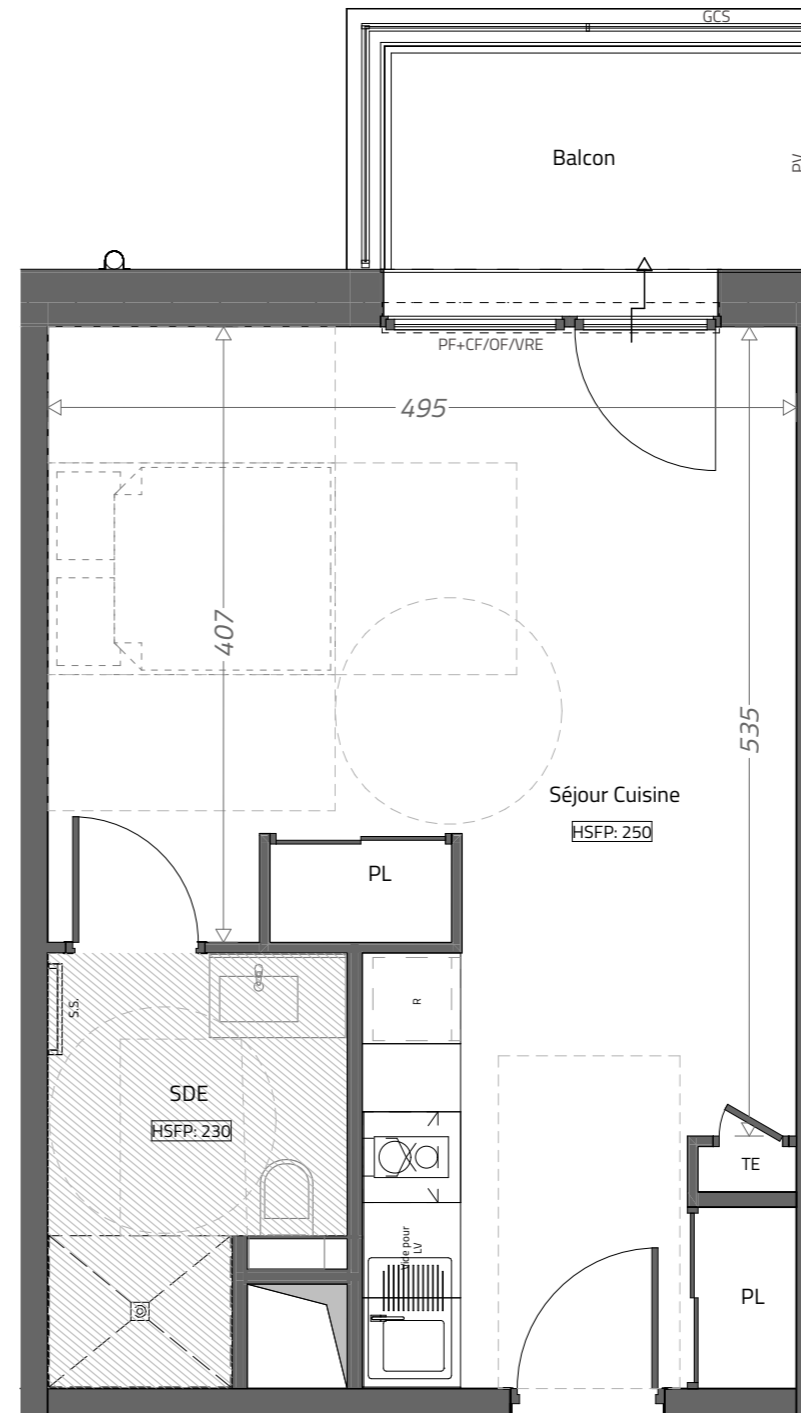 GCS
Balcon
PV
PF+CF/OF/VRE
495
407
535
Séjour Cuisine
HSFP: 250
PL
R
S.S.
SDE
HSFP: 230
TE
pour
LV
PL